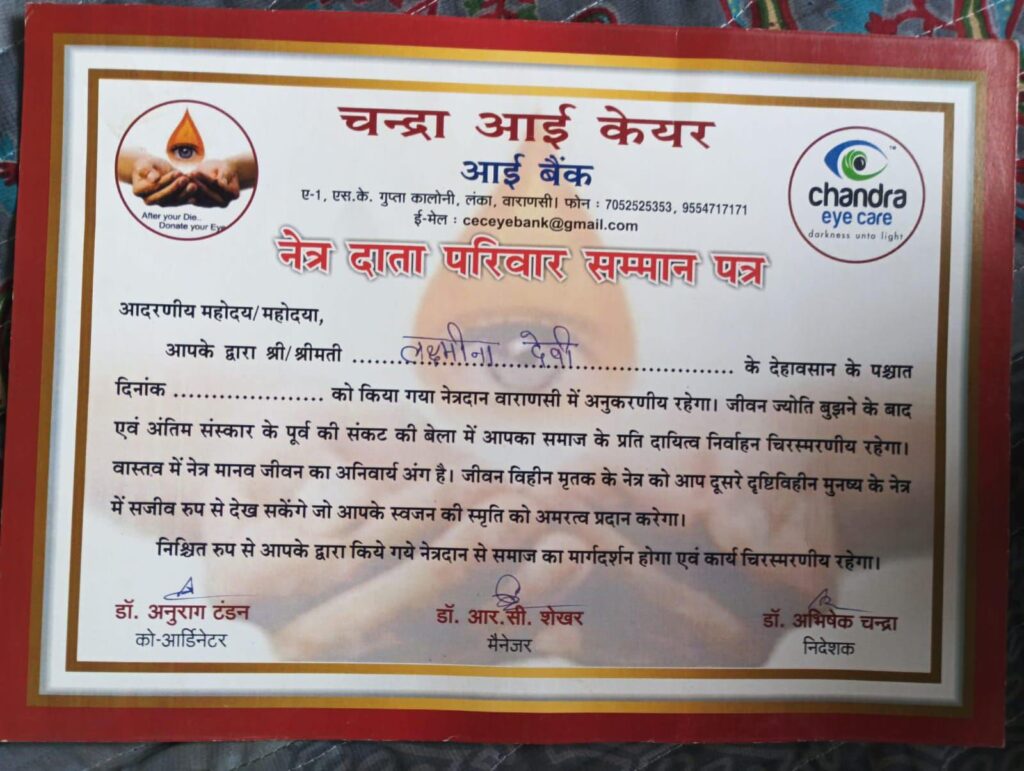 चन्द्रा आई केयर
आई बैंक
ए-1, एस.के. गुप्ता कालोनी, लंका, वाराणसी। फोन : 7052525353, 9554717171
ई-मेल : ceceyebank@gmail.com
After your Die..
Donate your Eye
chandra
eye care
darkness unto light
TM
नेत्र दाता परिवार सम्मान पत्र
आदरणीय महोदय/महोदया,
आपके द्वारा श्री/श्रीमती ........लक्ष्मीना देवी........ के देहावसान के पश्चात
दिनांक .................... को किया गया नेत्रदान वाराणसी में अनुकरणीय रहेगा। जीवन ज्योति बुझने के बाद
एवं अंतिम संस्कार के पूर्व की संकट की बेला में आपका समाज के प्रति दायित्व निर्वाहन चिरस्मरणीय रहेगा।
वास्तव में नेत्र मानव जीवन का अनिवार्य अंग है। जीवन विहीन मृतक के नेत्र को आप दूसरे दृष्टिविहीन मुनष्य के नेत्र
में सजीव रुप से देख सकेंगे जो आपके स्वजन की स्मृति को अमरत्व प्रदान करेगा।
निश्चित रुप से आपके द्वारा किये गये नेत्रदान से समाज का मार्गदर्शन होगा एवं कार्य चिरस्मरणीय रहेगा।
डॉ. अनुराग टंडन
को-आर्डिनेटर
डॉ. आर.सी. शेखर
मैनेजर
डॉ. अभिषेक चन्द्रा
निदेशक